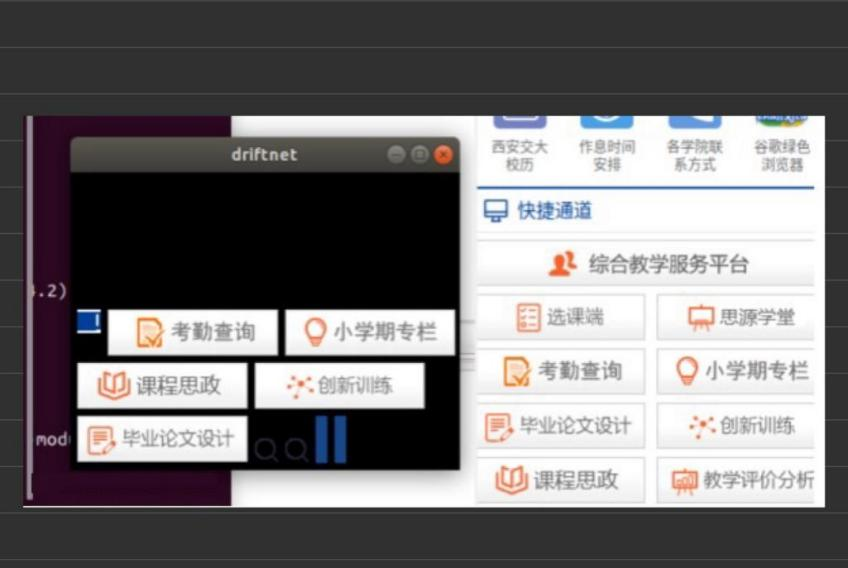 driftnet
.2)
考勤查询
小学期专栏
课程思政
创新训练
毕业论文设计
mod
西安交大
校历
作息时间
安排
各学院联
系方式
谷歌绿色
浏览器
快捷通道
综合教学服务平台
选课端
思源学堂
考勤查询
小学期专栏
毕业论文设计
创新训练
课程思政
教学评价分析